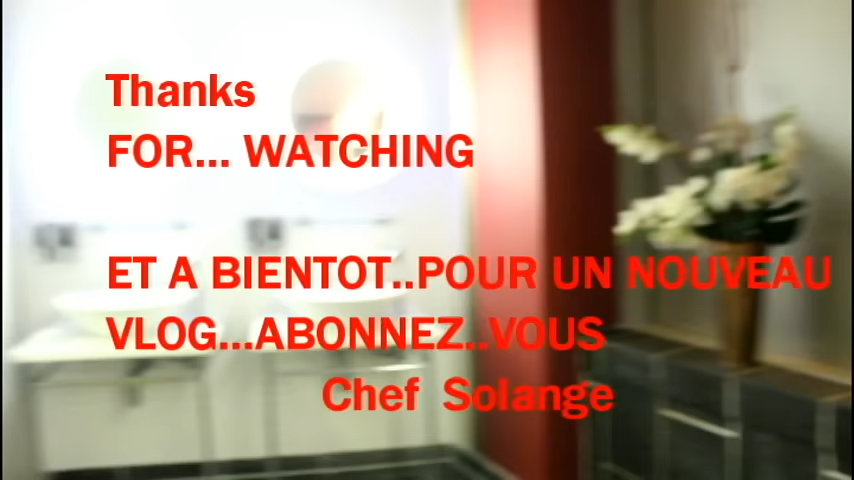 Thanks
FOR... WATCHING
ET A BIENTOT..POUR UN NOUVEAU
VLOG...ABONNEZ..VOUS
Chef Solange